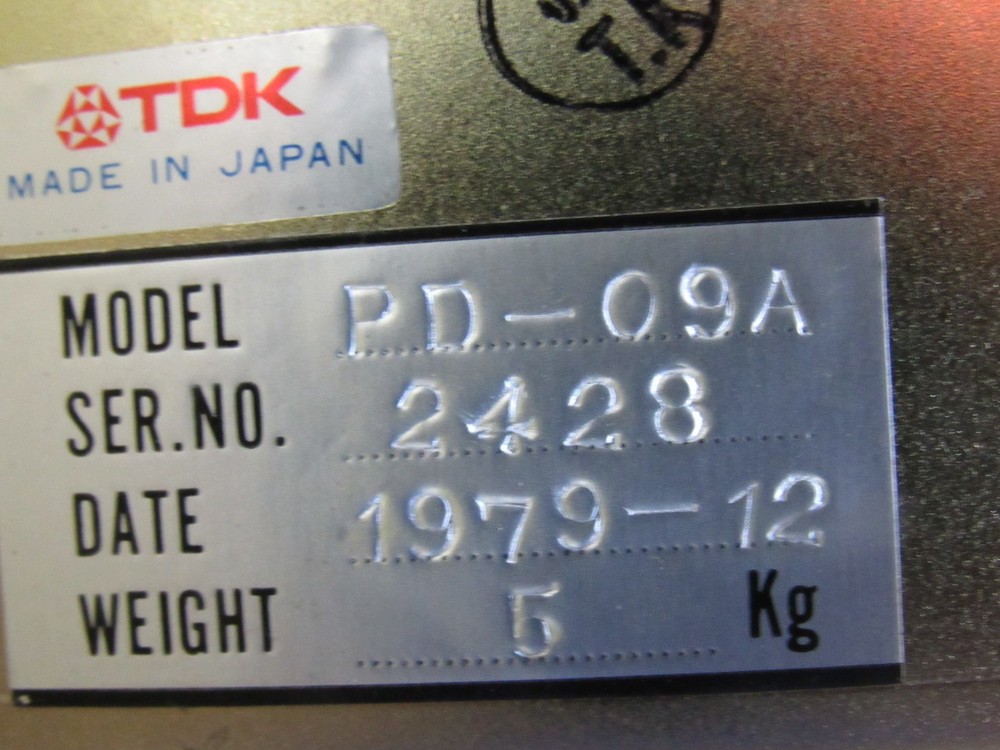 T.K
TDK
MADE IN JAPAN
MODEL PD-09A
SER.NO. 2428
DATE 1979-12
WEIGHT 5 Kg